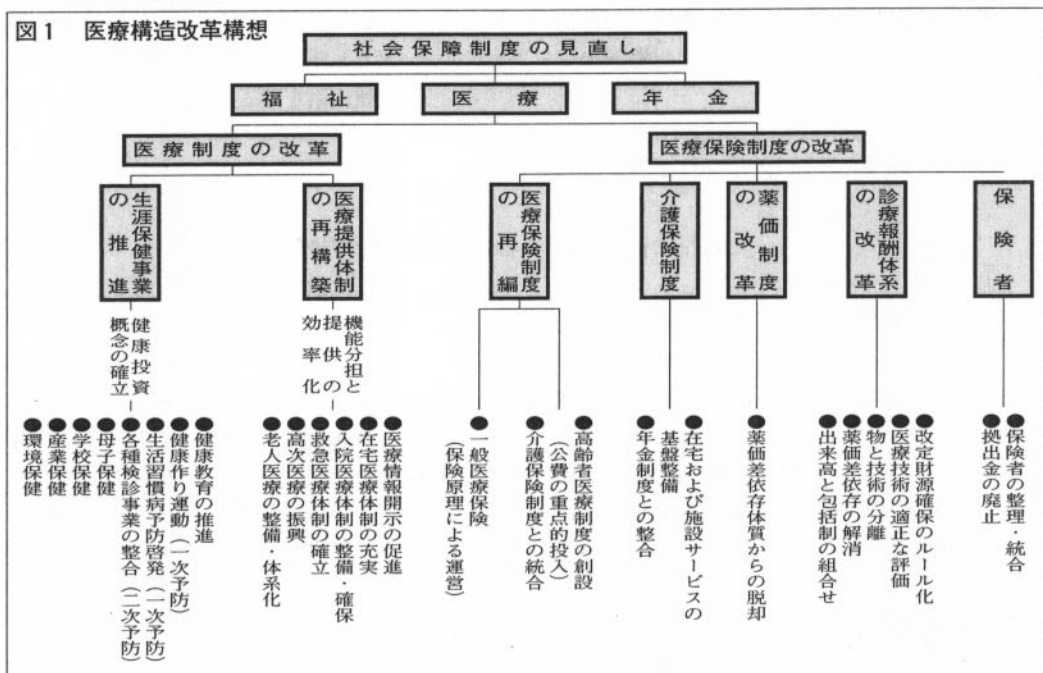 図1　医療構造改革構想
社会保障制度の見直し
福祉
医療
年金
医療制度の改革
医療保険制度の改革
生涯保健事業
の推進
医療提供体制
の再構築
医療保険制度
の再編
介護保険制度
薬価制度
の改革
診療報酬体系
の改革
保険者
健康投資
概念の確立
機能分担と
提供の
効率化
●健康教育の推進
●健康作り運動（一次予防）
●生活習慣病予防啓発（一次予防）
●各種検診事業の整合（二次予防）
●母子保健
●学校保健
●産業保健
●環境保健
●医療情報開示の促進
●在宅医療体制の充実
●入院医療体制の整備・確保
●救急医療体制の確立
●高次医療の振興
●老人医療の整備・体系化
●高齢者医療制度の創設
（公費の重点的投入）
●介護保険制度との統合
●一般医療保険
（保険原理による運営）
●在宅および施設サービスの
基盤整備
●年金制度との整合
●薬価差依存体質からの脱却
●改定財源確保のルール化
●医療技術の適正な評価
●物と技術の分離
●薬価差依存の解消
●出来高と包括制の組合せ
●保険者の整理・統合
●拠出金の廃止